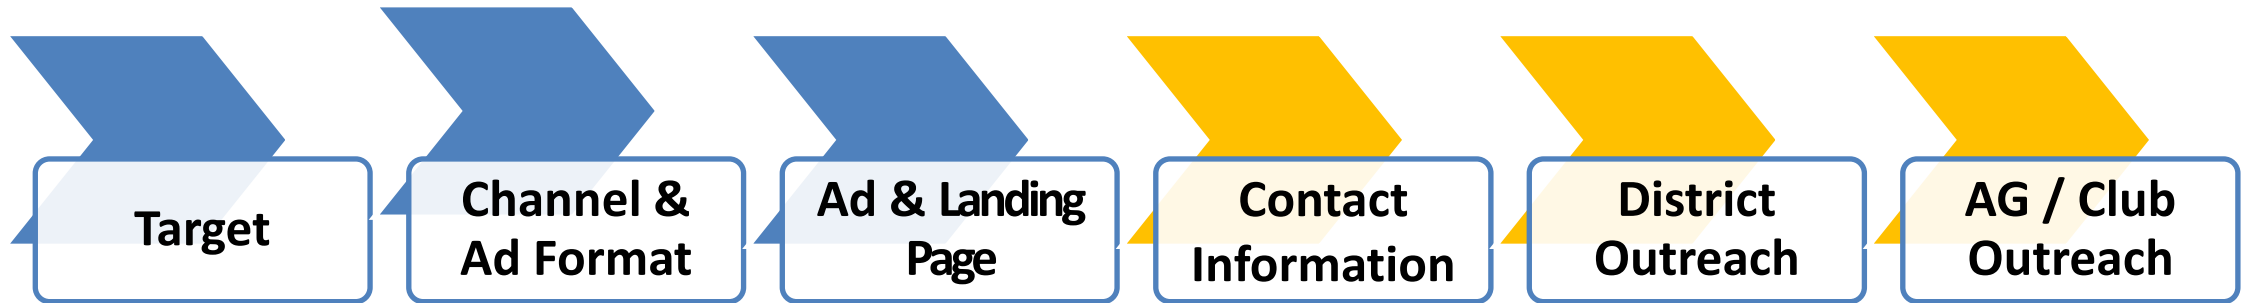 Target
Channel &
Ad Format
Ad & Landing
Page
Contact
Information
District
Outreach
AG / Club
Outreach